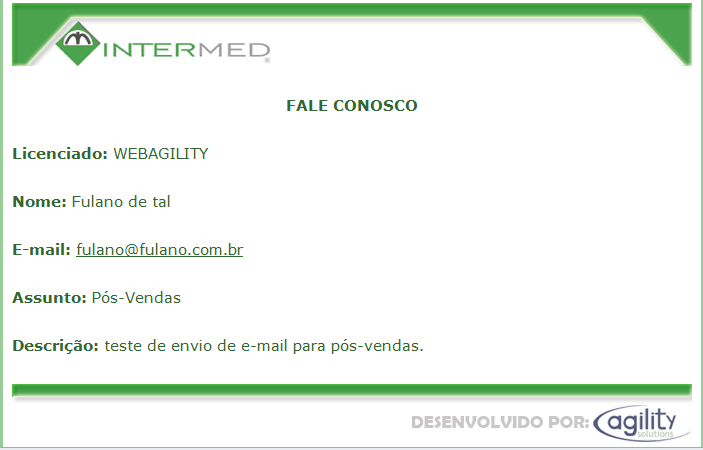 INTERMED®
FALE CONOSCO
Licenciado: WEBAGILITY
Nome: Fulano de tal
E-mail: fulano@fulano.com.br
Assunto: Pós-Vendas
Descrição: teste de envio de e-mail para pós-vendas.
DESENVOLVIDO POR: agility
solutions